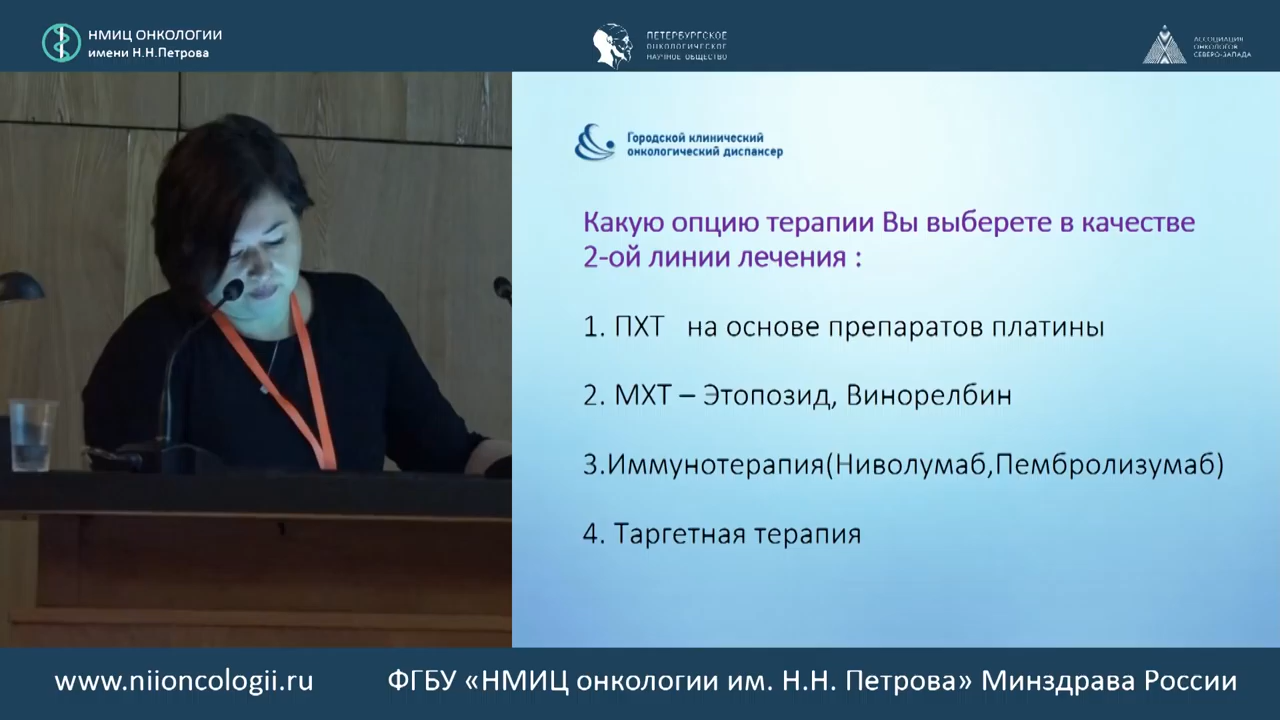 НМИЦ ОНКОЛОГИИ
имени Н.Н.Петрова
ПЕТЕРБУРГСКОЕ
ОНКОЛОГИЧЕСКОЕ
НАУЧНОЕ ОБЩЕСТВО
АССОЦИАЦИЯ
ОНКОЛОГОВ
СЕВЕРО-ЗАПАДА
Городской клинический
онкологический диспансер
Какую опцию терапии Вы выберете в качестве
2-ой линии лечения :
1. ПХТ на основе препаратов платины
2. МХТ – Этопозид, Винорелбин
3.Иммунотерапия(Ниволумаб,Пембролизумаб)
4. Таргетная терапия
www.niioncologii.ru
ФГБУ «НМИЦ онкологии им. Н.Н. Петрова» Минздрава России